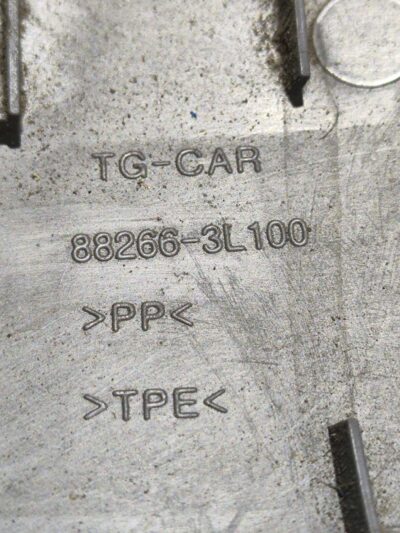 TG-CAR
88266-3L100
>PP<
>TPE<